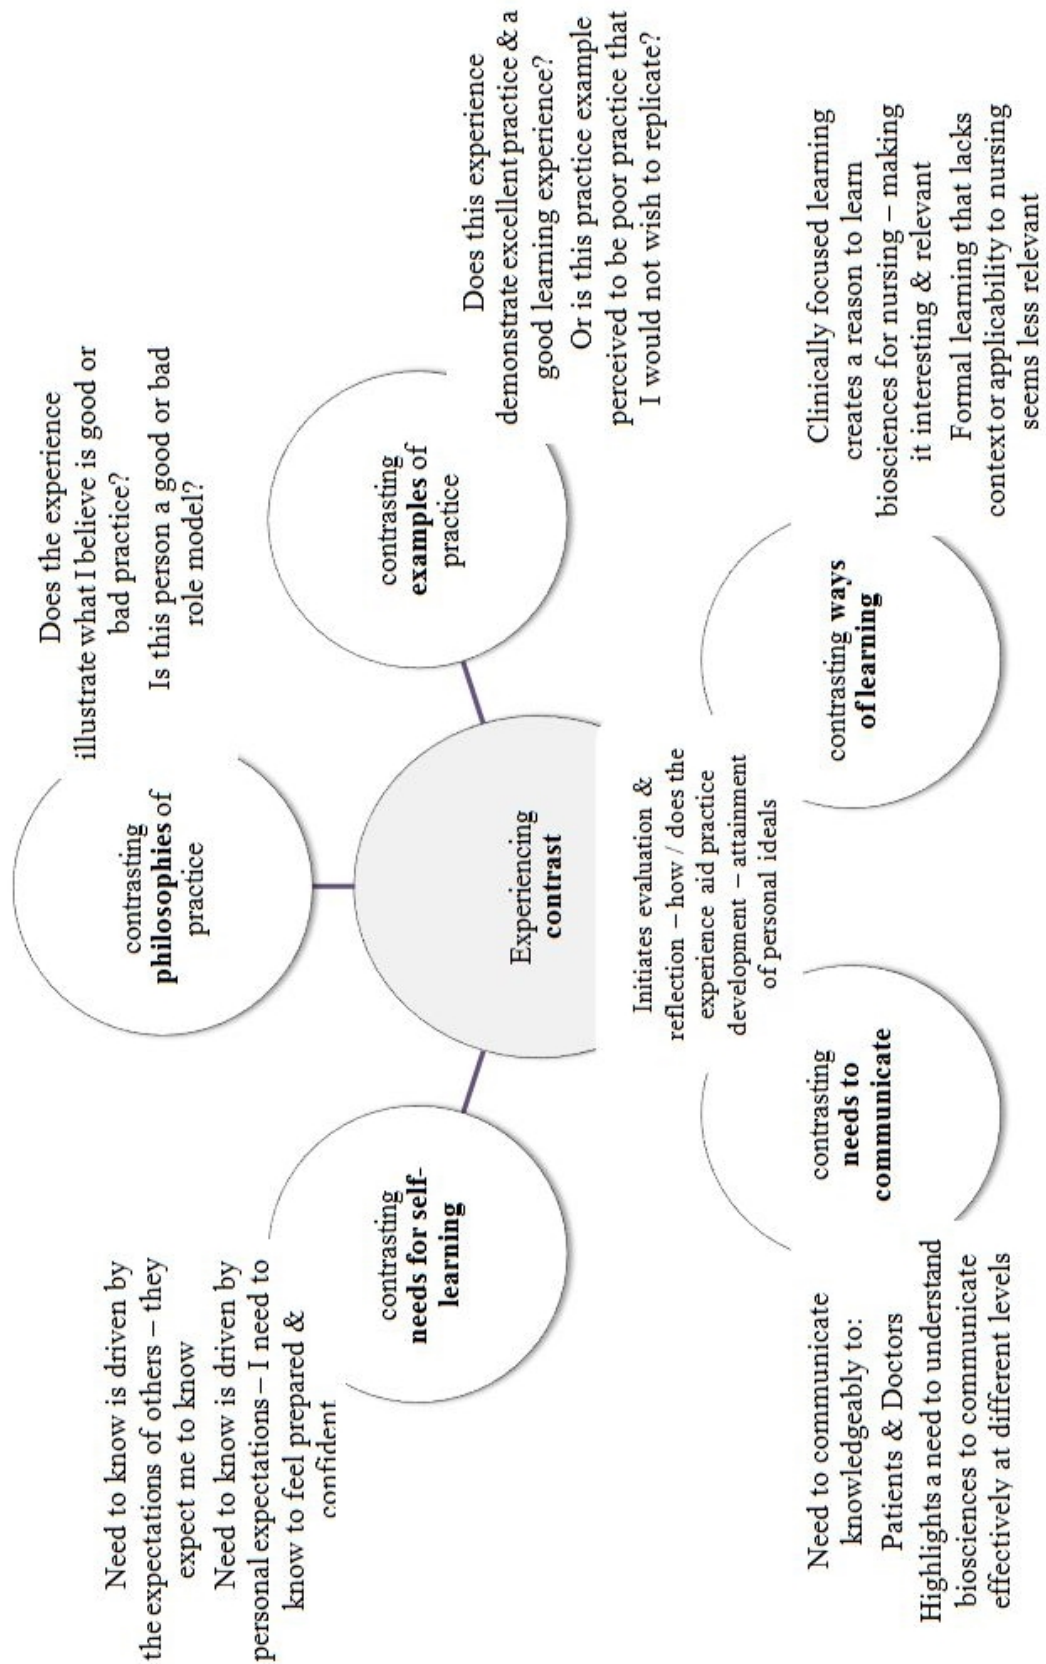 contrasting
philosophies of
practice
Does the experience
illustrate what I believe is good or
bad practice?
Is this person a good or bad
role model?
contrasting
examples of
practice
Does this experience
demonstrate excellent practice & a
good learning experience?
Or is this practice example
perceived to be poor practice that
I would not wish to replicate?
contrasting ways
of learning
Clinically focused learning
creates a reason to learn
biosciences for nursing – making
it interesting & relevant
Formal learning that lacks
context or applicability to nursing
seems less relevant
contrasting
needs to
communicate
Need to communicate
knowledgeably to:
Patients & Doctors
Highlights a need to understand
biosciences to communicate
effectively at different levels
contrasting
needs for self-
learning
Need to know is driven by
the expectations of others – they
expect me to know
Need to know is driven by
personal expectations – I need to
know to feel prepared &
confident
Experiencing
contrast
Initiates evaluation &
reflection – how / does the
experience aid practice
development – attainment
of personal ideals